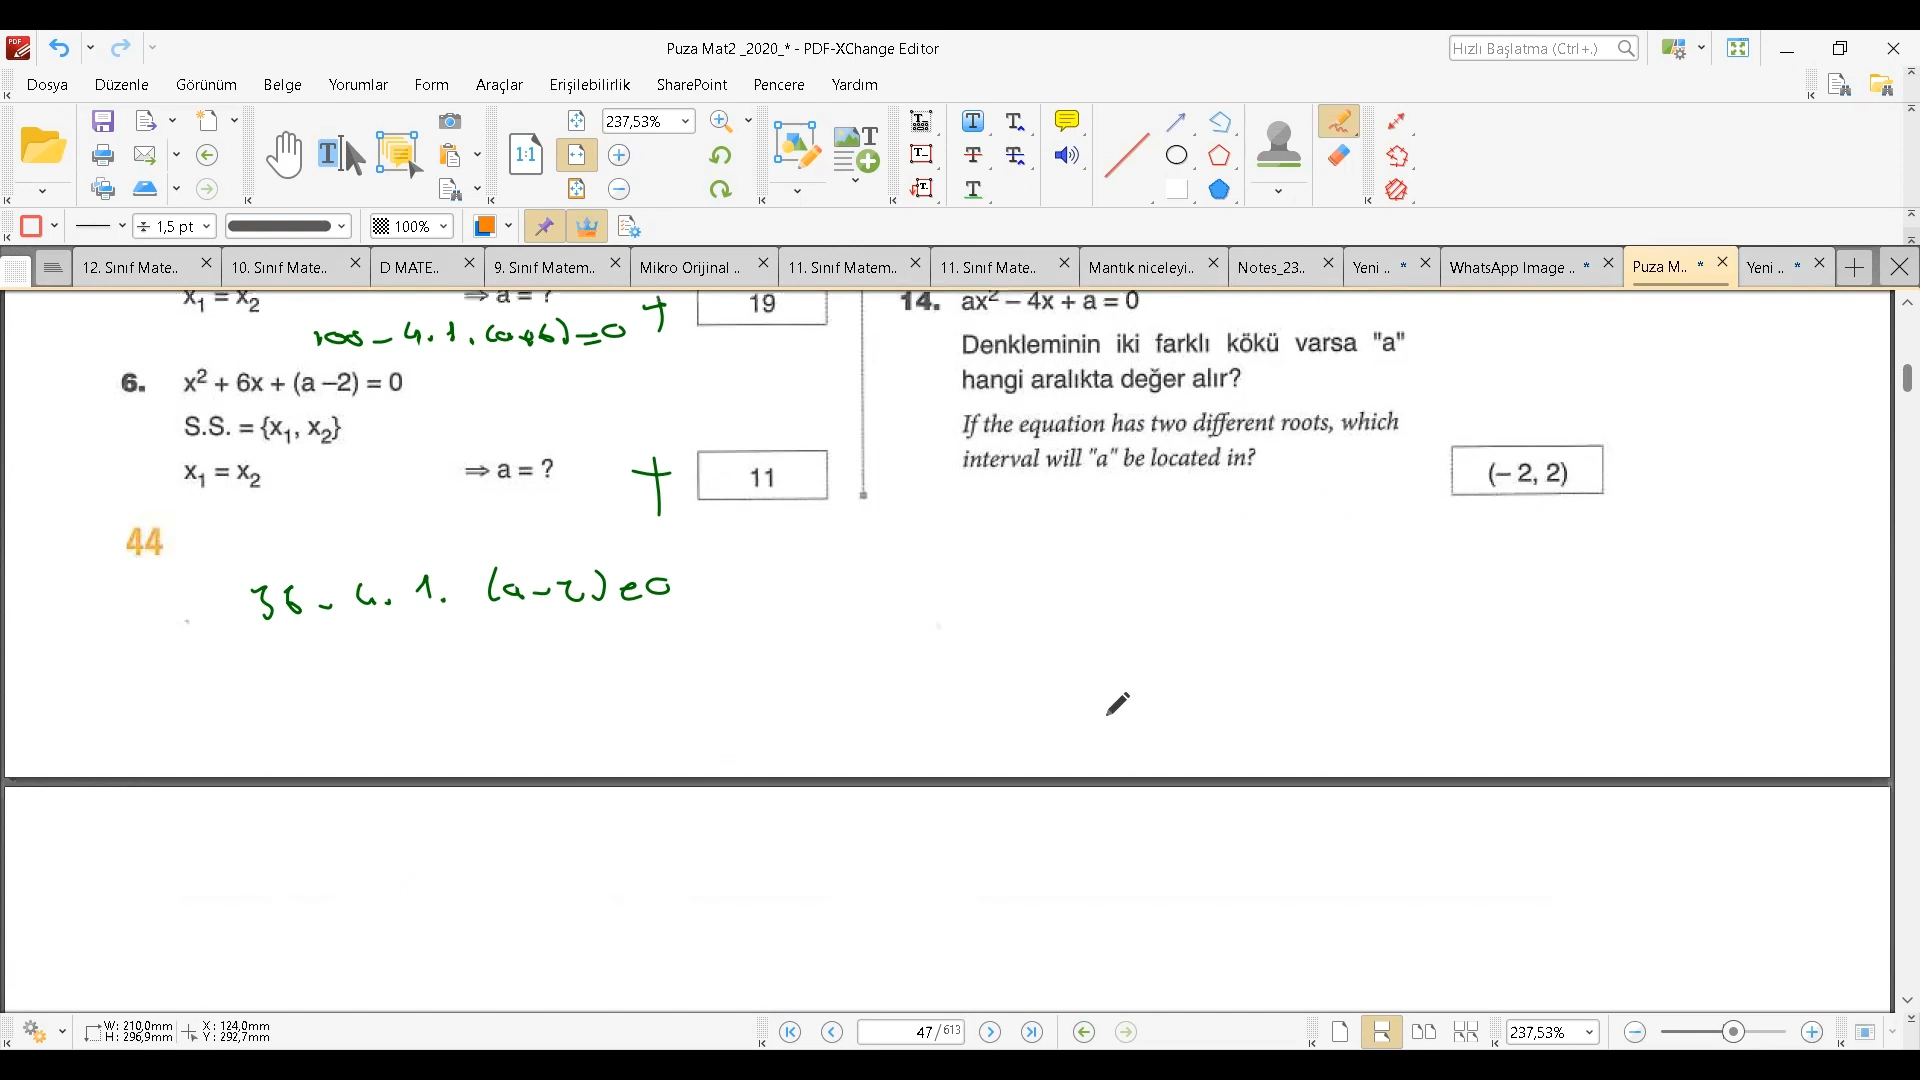 Puza Mat2 _2020_* - PDF-XChange Editor
Hızlı Başlatma (Ctrl+.)
Dosya Düzenle Görünüm Belge Yorumlar Form Araçlar Erişilebilirlik SharePoint Pencere Yardım
237,53%
1:1
1,5 pt
100%
12. Sınıf Mate..
10. Sınıf Mate..
D MATE..
9. Sınıf Matem..
Mikro Orijinal ..
11. Sınıf Matem..
11. Sınıf Mate..
Mantık niceleyi..
Notes_23..
Yeni .. *
WhatsApp Image .. *
Puza M.. *
Yeni .. *
x₁ = x₂ ⇒ a = ? 19
100 - 4.1.(a+6)=0
6. x² + 6x + (a –2) = 0
S.S. = {x₁, x₂}
x₁ = x₂ ⇒ a = ? 11
44
36 - 4.1.(a-2)=0
14. ax² – 4x + a = 0
Denkleminin iki farklı kökü varsa "a"
hangi aralıkta değer alır?
If the equation has two different roots, which
interval will "a" be located in?
(– 2, 2)
W: 210,0mm
H: 296,9mm
X: 124,0mm
Y: 292,7mm
47 / 613
237,53%